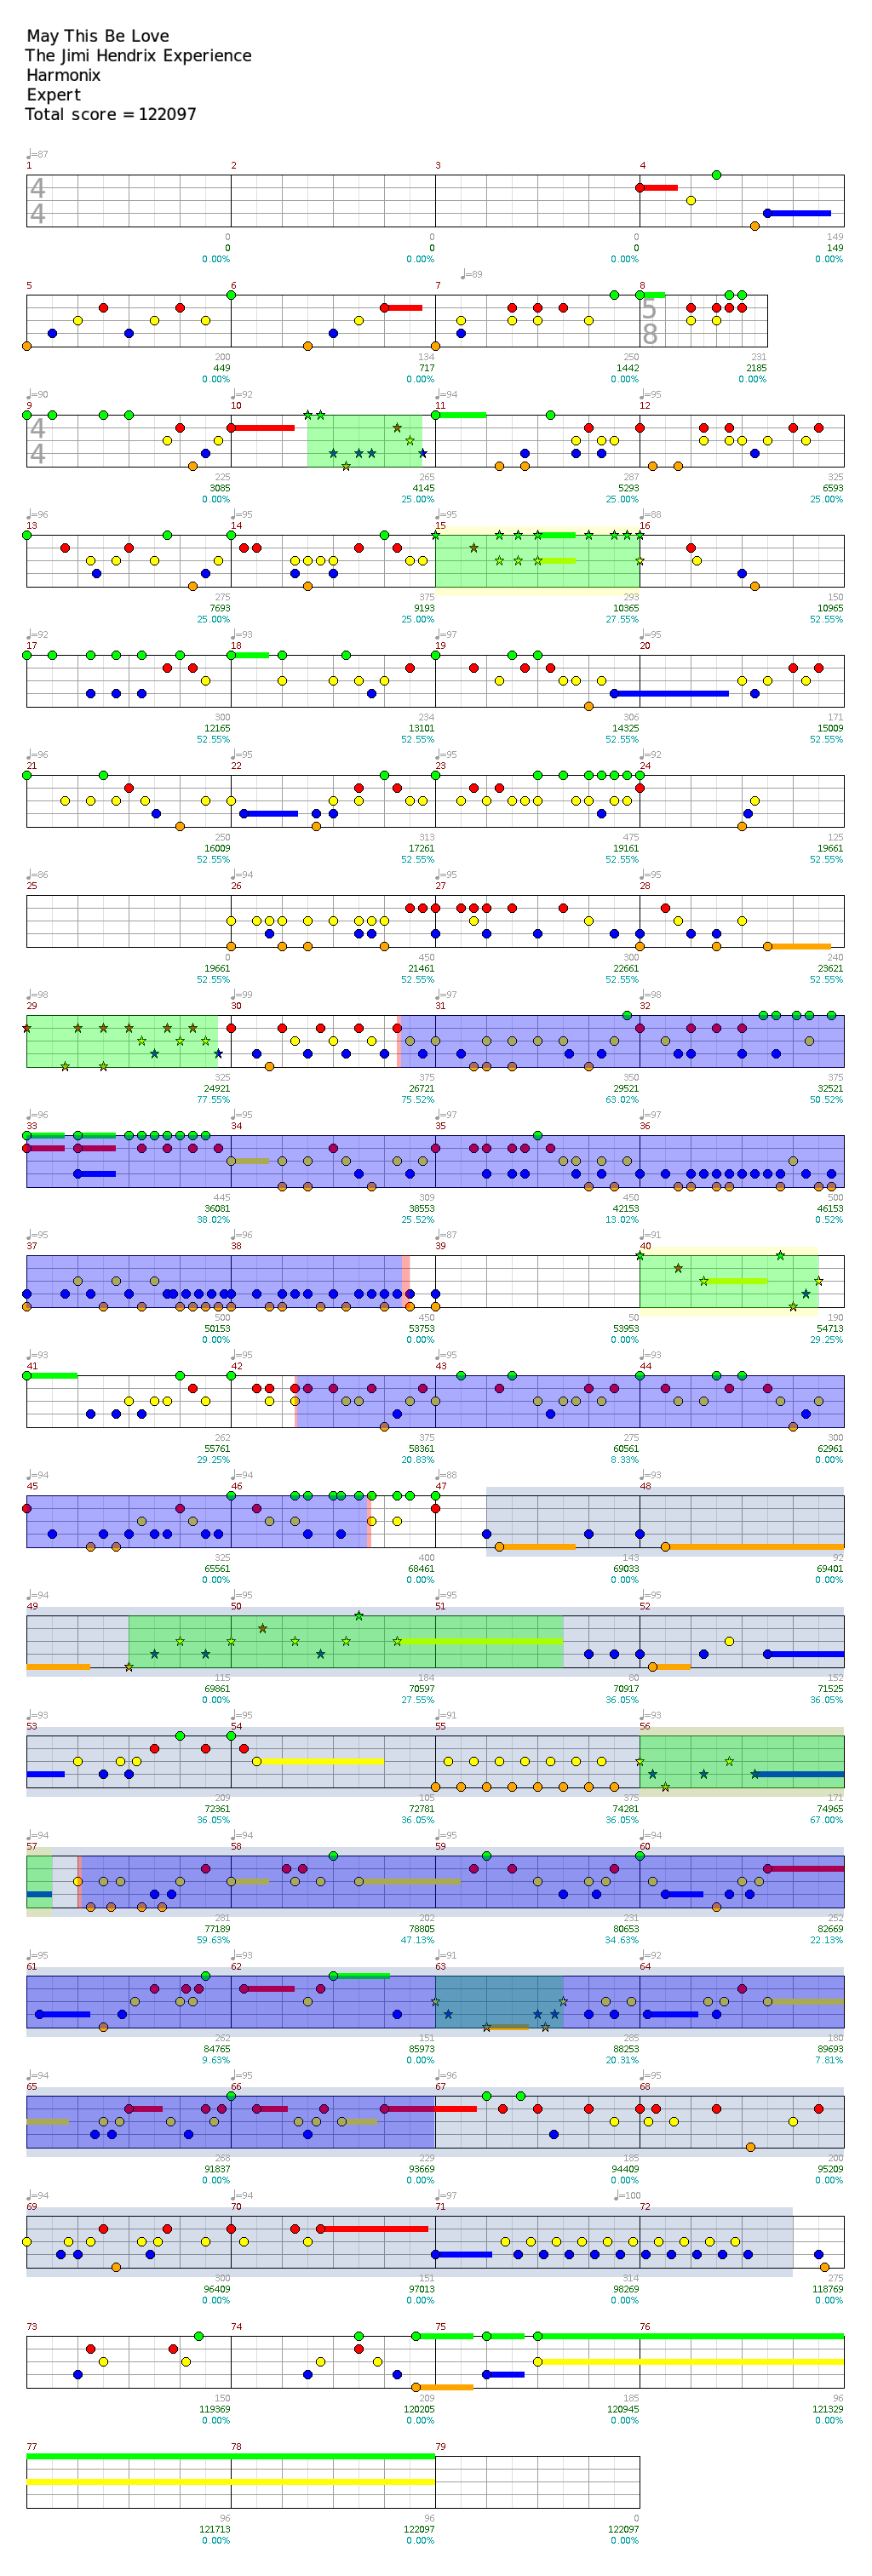 May This Be Love
The Jimi Hendrix Experience
Harmonix
Expert
Total score = 122097
♩=87
1 2 3 4
4 4
0 0 0 149
0 0 0 149
0.00% 0.00% 0.00% 0.00%
♩=89
5 6 7 8
5 8
200 134 250 231
449 717 1442 2185
0.00% 0.00% 0.00% 0.00%
♩=90 ♩=92 ♩=94 ♩=95
9 10 11 12
4 4
225 265 287 325
3085 4145 5293 6593
0.00% 25.00% 25.00% 25.00%
♩=96 ♩=95 ♩=95 ♩=88
13 14 15 16
275 375 293 150
7693 9193 10365 10965
25.00% 25.00% 27.55% 52.55%
♩=92 ♩=93 ♩=97 ♩=95
17 18 19 20
300 234 306 171
12165 13101 14325 15009
52.55% 52.55% 52.55% 52.55%
♩=96 ♩=95 ♩=95 ♩=92
21 22 23 24
250 313 475 125
16009 17261 19161 19661
52.55% 52.55% 52.55% 52.55%
♩=86 ♩=94 ♩=95 ♩=95
25 26 27 28
0 450 300 240
19661 21461 22661 23621
52.55% 52.55% 52.55% 52.55%
♩=98 ♩=99 ♩=97 ♩=98
29 30 31 32
325 375 350 375
24921 26721 29521 32521
77.55% 75.52% 63.02% 50.52%
♩=96 ♩=95 ♩=97 ♩=97
33 34 35 36
445 309 450 500
36081 38553 42153 46153
38.02% 25.52% 13.02% 0.52%
♩=95 ♩=96 ♩=87 ♩=91
37 38 39 40
500 450 50 190
50153 53753 53953 54713
0.00% 0.00% 0.00% 29.25%
♩=93 ♩=95 ♩=95 ♩=93
41 42 43 44
262 375 275 300
55761 58361 60561 62961
29.25% 20.83% 8.33% 0.00%
♩=94 ♩=94 ♩=88 ♩=93
45 46 47 48
325 400 143 92
65561 68461 69033 69401
0.00% 0.00% 0.00% 0.00%
♩=94 ♩=95 ♩=95 ♩=95
49 50 51 52
115 184 80 152
69861 70597 70917 71525
0.00% 27.55% 36.05% 36.05%
♩=93 ♩=95 ♩=91 ♩=93
53 54 55 56
209 105 375 171
72361 72781 74281 74965
36.05% 36.05% 36.05% 67.00%
♩=94 ♩=94 ♩=95 ♩=94
57 58 59 60
281 202 231 252
77189 78805 80653 82669
59.63% 47.13% 34.63% 22.13%
♩=95 ♩=93 ♩=91 ♩=92
61 62 63 64
262 151 285 180
84765 85973 88253 89693
9.63% 0.00% 20.31% 7.81%
♩=94 ♩=94 ♩=96 ♩=95
65 66 67 68
268 229 185 200
91837 93669 94409 95209
0.00% 0.00% 0.00% 0.00%
♩=94 ♩=94 ♩=97 ♩=100
69 70 71 72
300 151 314 275
96409 97013 98269 118769
0.00% 0.00% 0.00% 0.00%
73 74 75 76
150 209 185 96
119369 120205 120945 121329
0.00% 0.00% 0.00% 0.00%
77 78 79
96 96 0
121713 122097 122097
0.00% 0.00% 0.00%